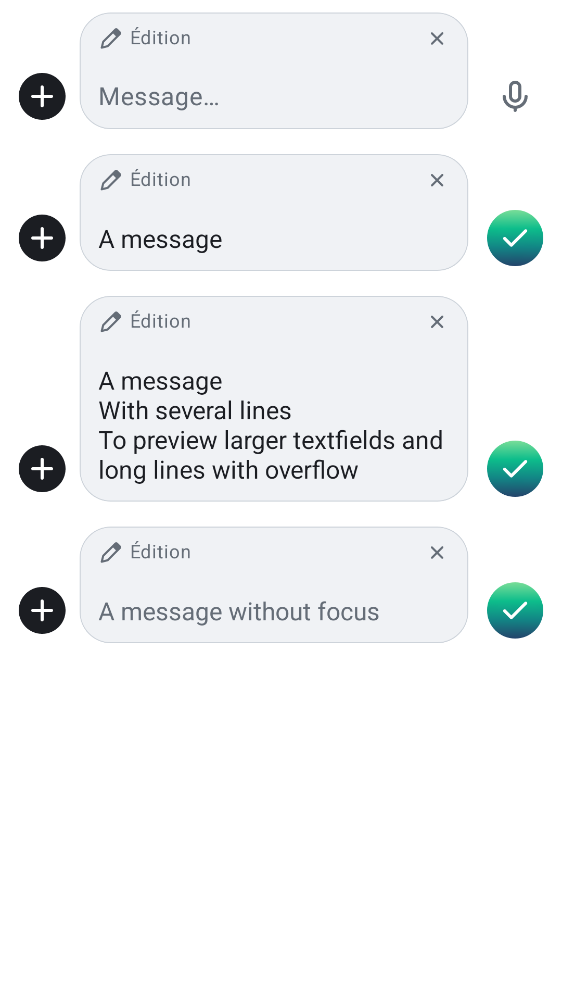 Édition
Message…
Édition
A message
Édition
A message
With several lines
To preview larger textfields and
long lines with overflow
Édition
A message without focus